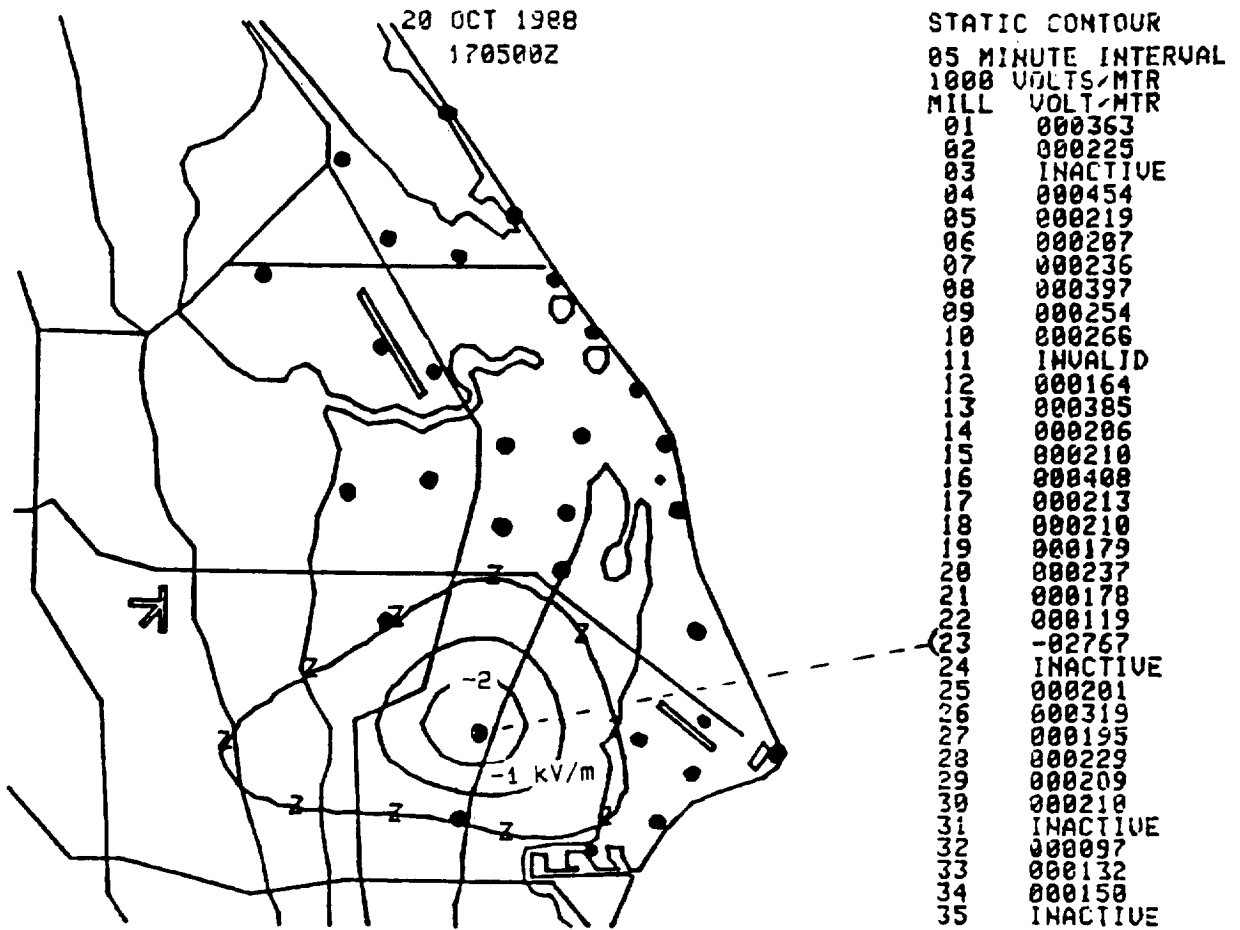 20 OCT 1988
170500Z
STATIC CONTOUR
05 MINUTE INTERVAL
1000 VOLTS/MTR
MILL VOLT/MTR
01 000363
02 000225
03 INACTIVE
04 000454
05 000219
06 000207
07 000236
08 000397
09 000254
10 000266
11 INVALID
12 000164
13 000385
14 000206
15 000210
16 000408
17 000213
18 000210
19 000179
20 000237
21 000178
22 000119
23 -02767
24 INACTIVE
25 000201
26 000319
27 000195
28 000229
29 000209
30 000210
31 INACTIVE
32 000097
33 000132
34 000150
35 INACTIVE
Z
Z
Z
Z
-2
Z
-1 kV/m
Z
Z
Z
Z